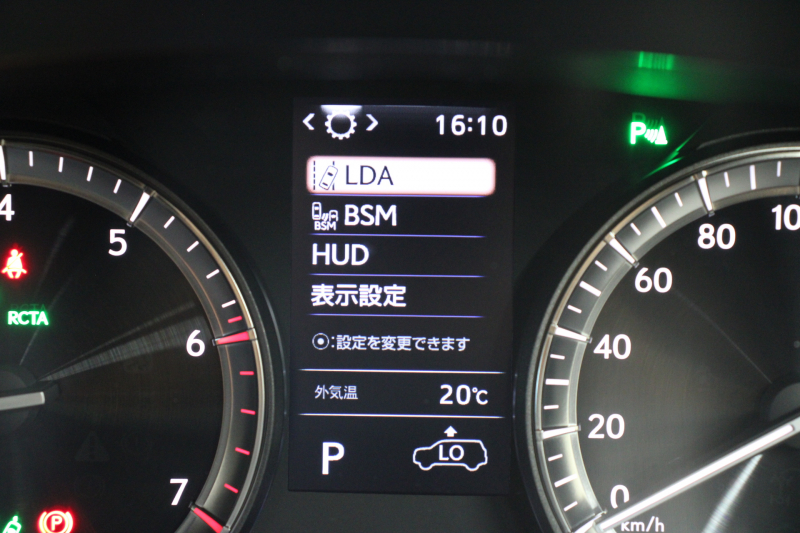 < > 16:10
LDA
BSM
BSM
HUD
表示設定
⦿:設定を変更できます
外気温 20℃
P LO
4
5
6
7
RCTA
P
P
100
80
60
40
20
0
km/h